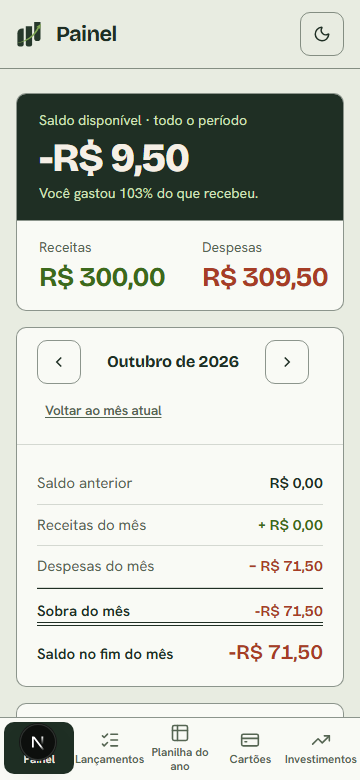 Painel
Saldo disponível · todo o período
-R$ 9,50
Você gastou 103% do que recebeu.
Receitas
Despesas
R$ 300,00
R$ 309,50
Outubro de 2026
Voltar ao mês atual
Saldo anterior
R$ 0,00
Receitas do mês
+ R$ 0,00
Despesas do mês
− R$ 71,50
Sobra do mês
-R$ 71,50
Saldo no fim do mês
-R$ 71,50
N
Painel
Lançamentos
Planilha do
ano
Cartões
Investimentos